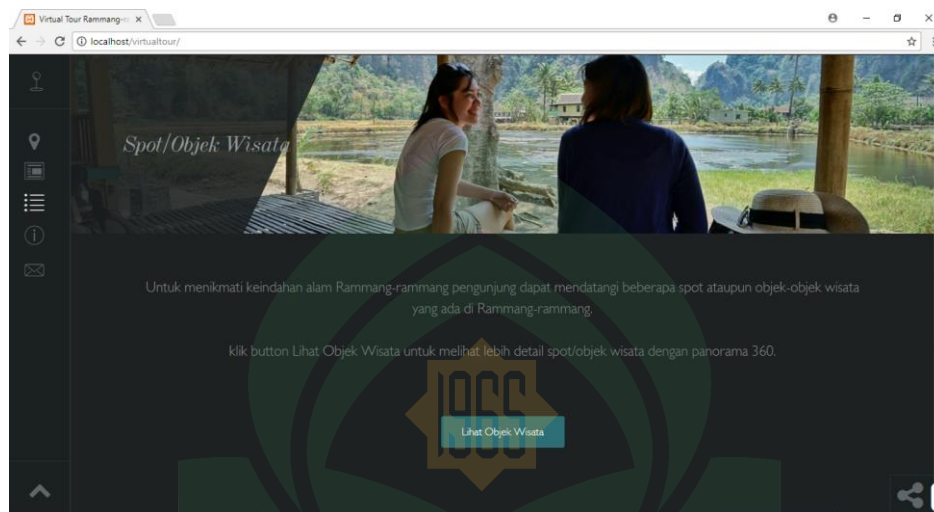 Virtual Tour Rammang-
localhost/virtualtour/
Spot/Objek Wisata
Untuk menikmati keindahan alam Rammang-rammang pengunjung dapat mendatangi beberapa spot ataupun objek-objek wisata
yang ada di Rammang-rammang.
klik button Lihat Objek Wisata untuk melihat lebih detail spot/objek wisata dengan panorama 360.
1965
Lihat Objek Wisata